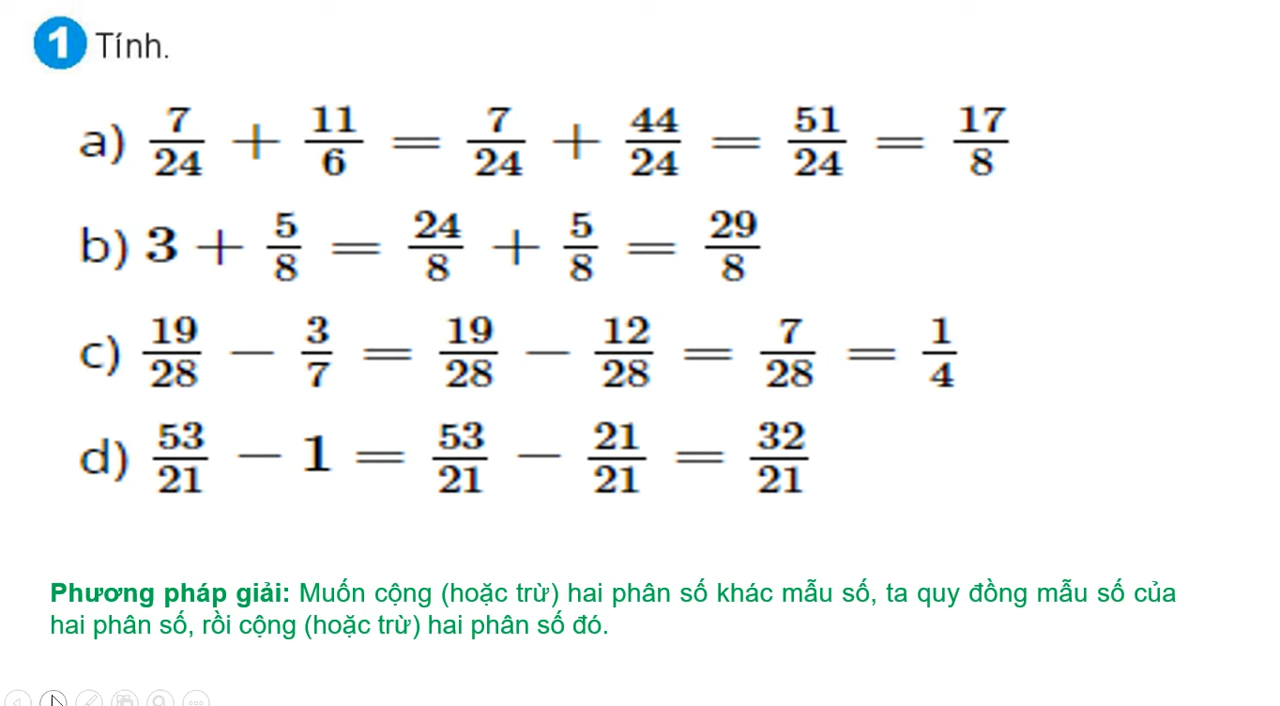 1 Tính.
a) 7/24 + 11/6 = 7/24 + 44/24 = 51/24 = 17/8
b) 3 + 5/8 = 24/8 + 5/8 = 29/8
c) 19/28 − 3/7 = 19/28 − 12/28 = 7/28 = 1/4
d) 53/21 − 1 = 53/21 − 21/21 = 32/21
Phương pháp giải: Muốn cộng (hoặc trừ) hai phân số khác mẫu số, ta quy đồng mẫu số của
hai phân số, rồi cộng (hoặc trừ) hai phân số đó.